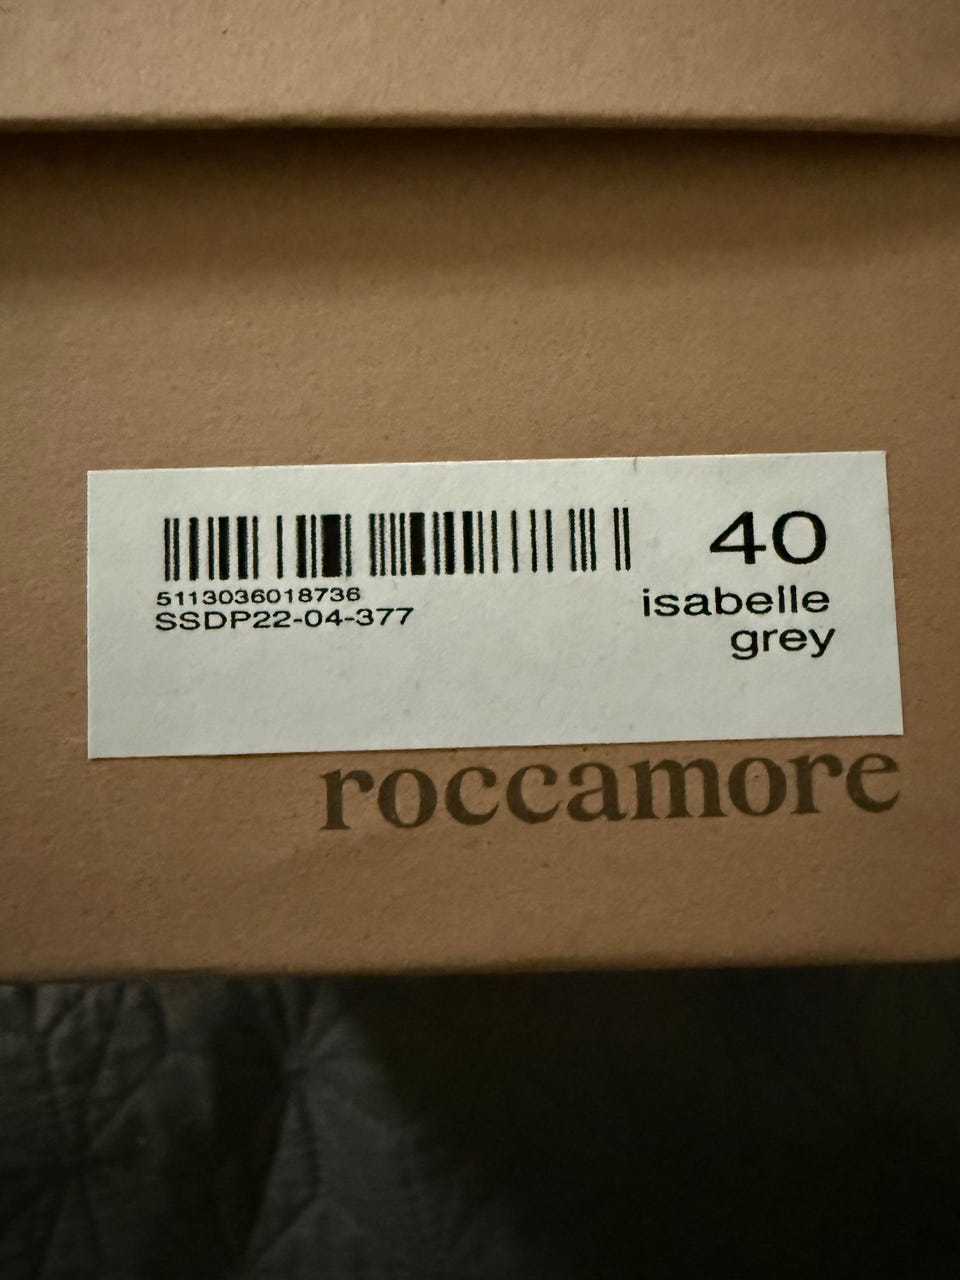 40
5113036018736
SSDP22-04-377
isabelle
grey
roccamore